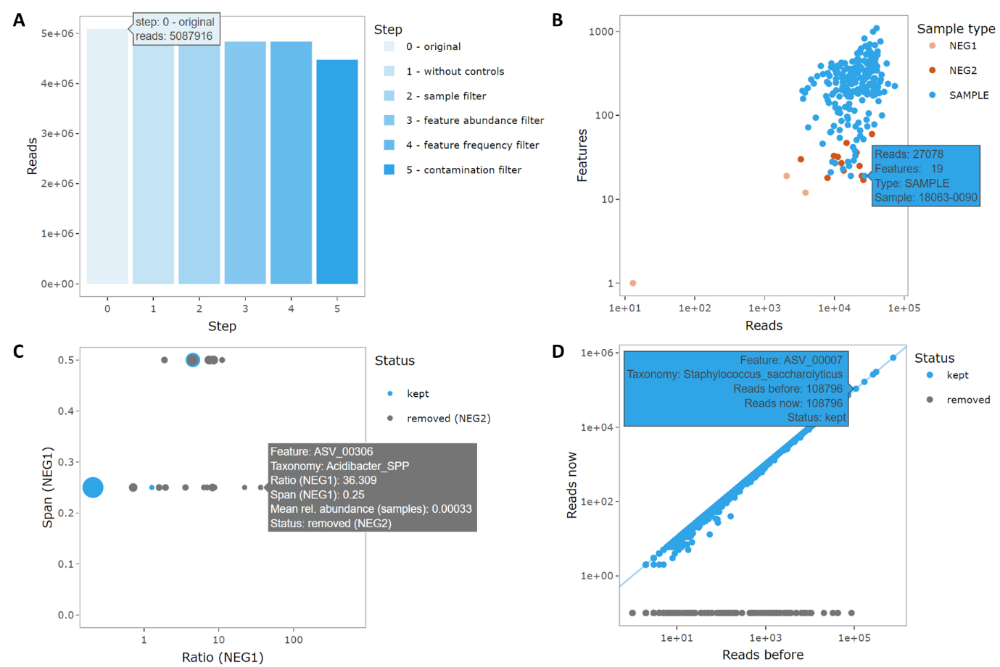 A
step: 0 - original
reads: 5087916
5e+06
4e+06
3e+06
2e+06
1e+06
0e+00
Reads
0 1 2 3 4 5
Step
Step
0 - original
1 - without controls
2 - sample filter
3 - feature abundance filter
4 - feature frequency filter
5 - contamination filter
B
1000
100
10
1
Features
Reads: 27078
Features: 19
Type: SAMPLE
Sample: 18063-0090
1e+01 1e+02 1e+03 1e+04 1e+05
Reads
Sample type
NEG1
NEG2
SAMPLE
C
0.5
0.4
0.3
0.2
0.1
0.0
Span (NEG1)
Feature: ASV_00306
Taxonomy: Acidibacter_SPP
Ratio (NEG1): 36.309
Span (NEG1): 0.25
Mean rel. abundance (samples): 0.00033
Status: removed (NEG2)
1 10 100
Ratio (NEG1)
Status
kept
removed (NEG2)
D
1e+06
1e+04
1e+02
1e+00
Reads now
Feature: ASV_00007
Taxonomy: Staphylococcus_saccharolyticus
Reads before: 108796
Reads now: 108796
Status: kept
1e+01 1e+03 1e+05
Reads before
Status
kept
removed